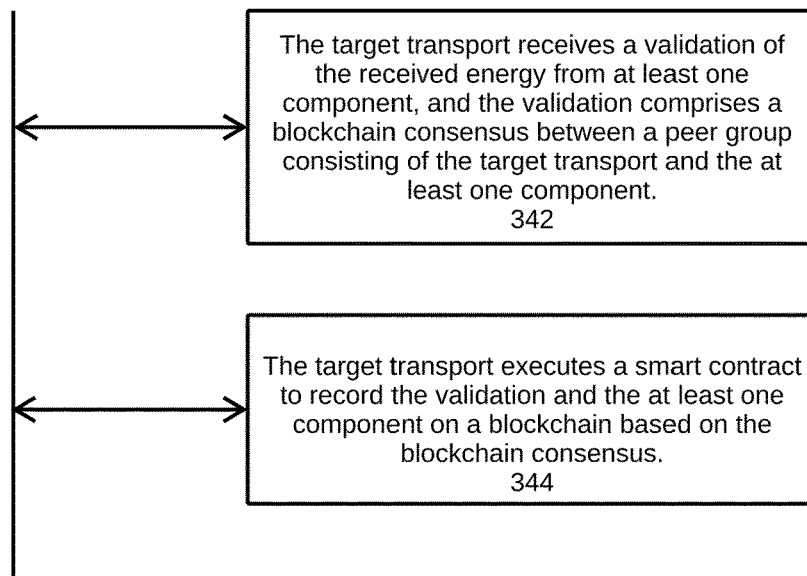 The target transport receives a validation of
the received energy from at least one
component, and the validation comprises a
blockchain consensus between a peer group
consisting of the target transport and the at
least one component.
342
The target transport executes a smart contract
to record the validation and the at least one
component on a blockchain based on the
blockchain consensus.
344